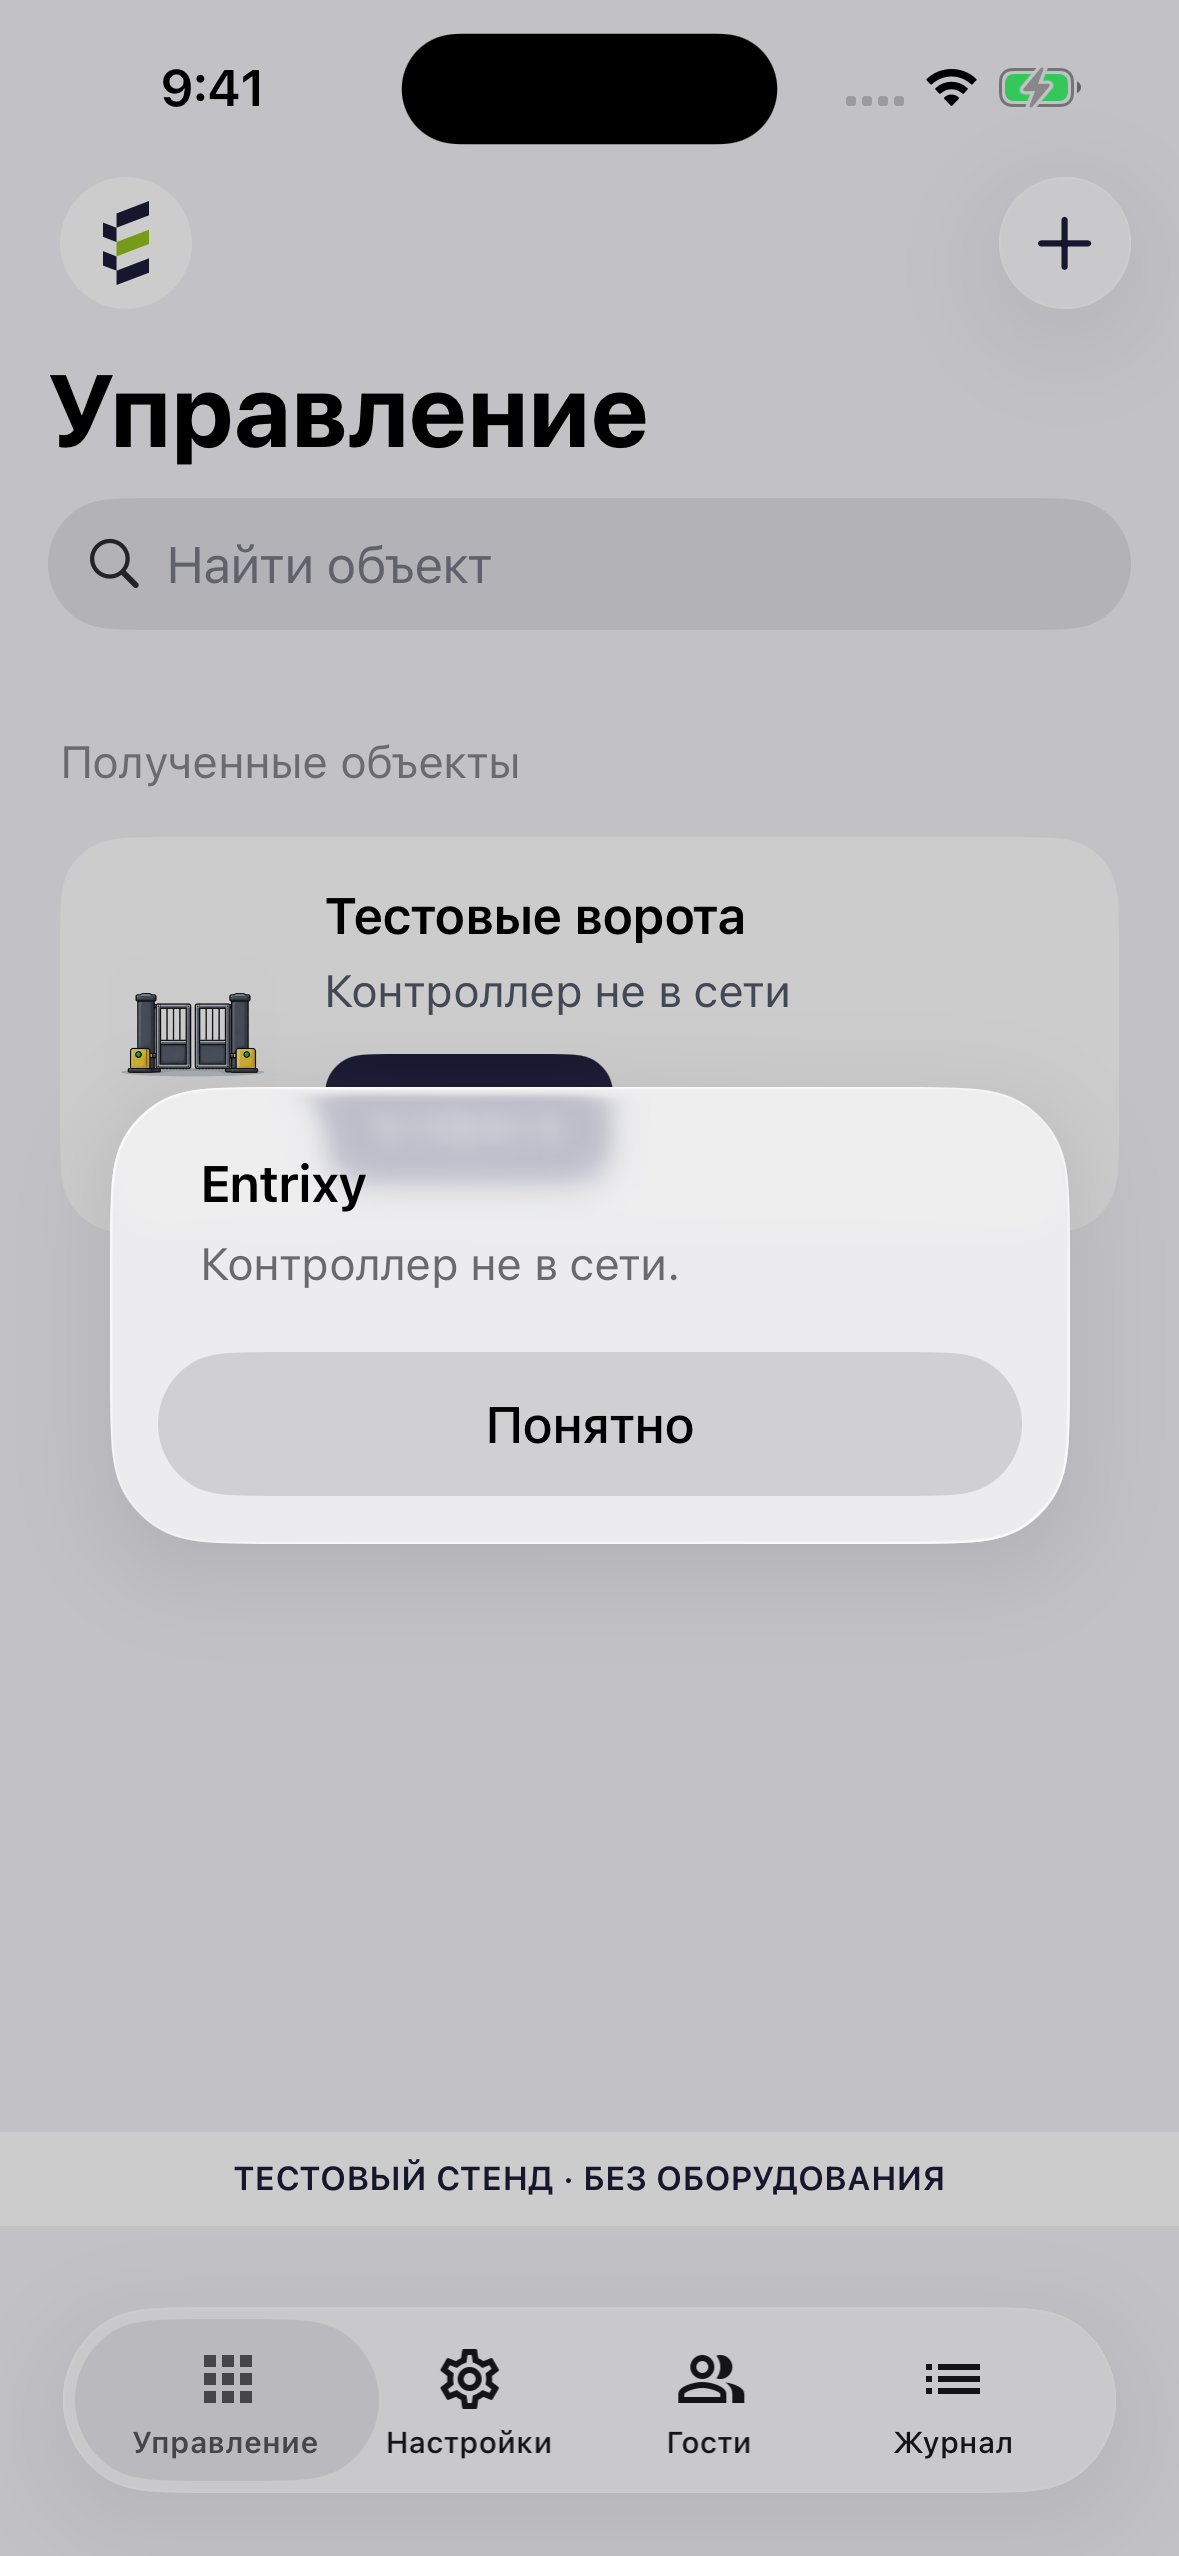 9:41
Управление
Найти объект
Полученные объекты
Тестовые ворота
Контроллер не в сети
Entrixy
Контроллер не в сети.
Понятно
ТЕСТОВЫЙ СТЕНД · БЕЗ ОБОРУДОВАНИЯ
Управление
Настройки
Гости
Журнал